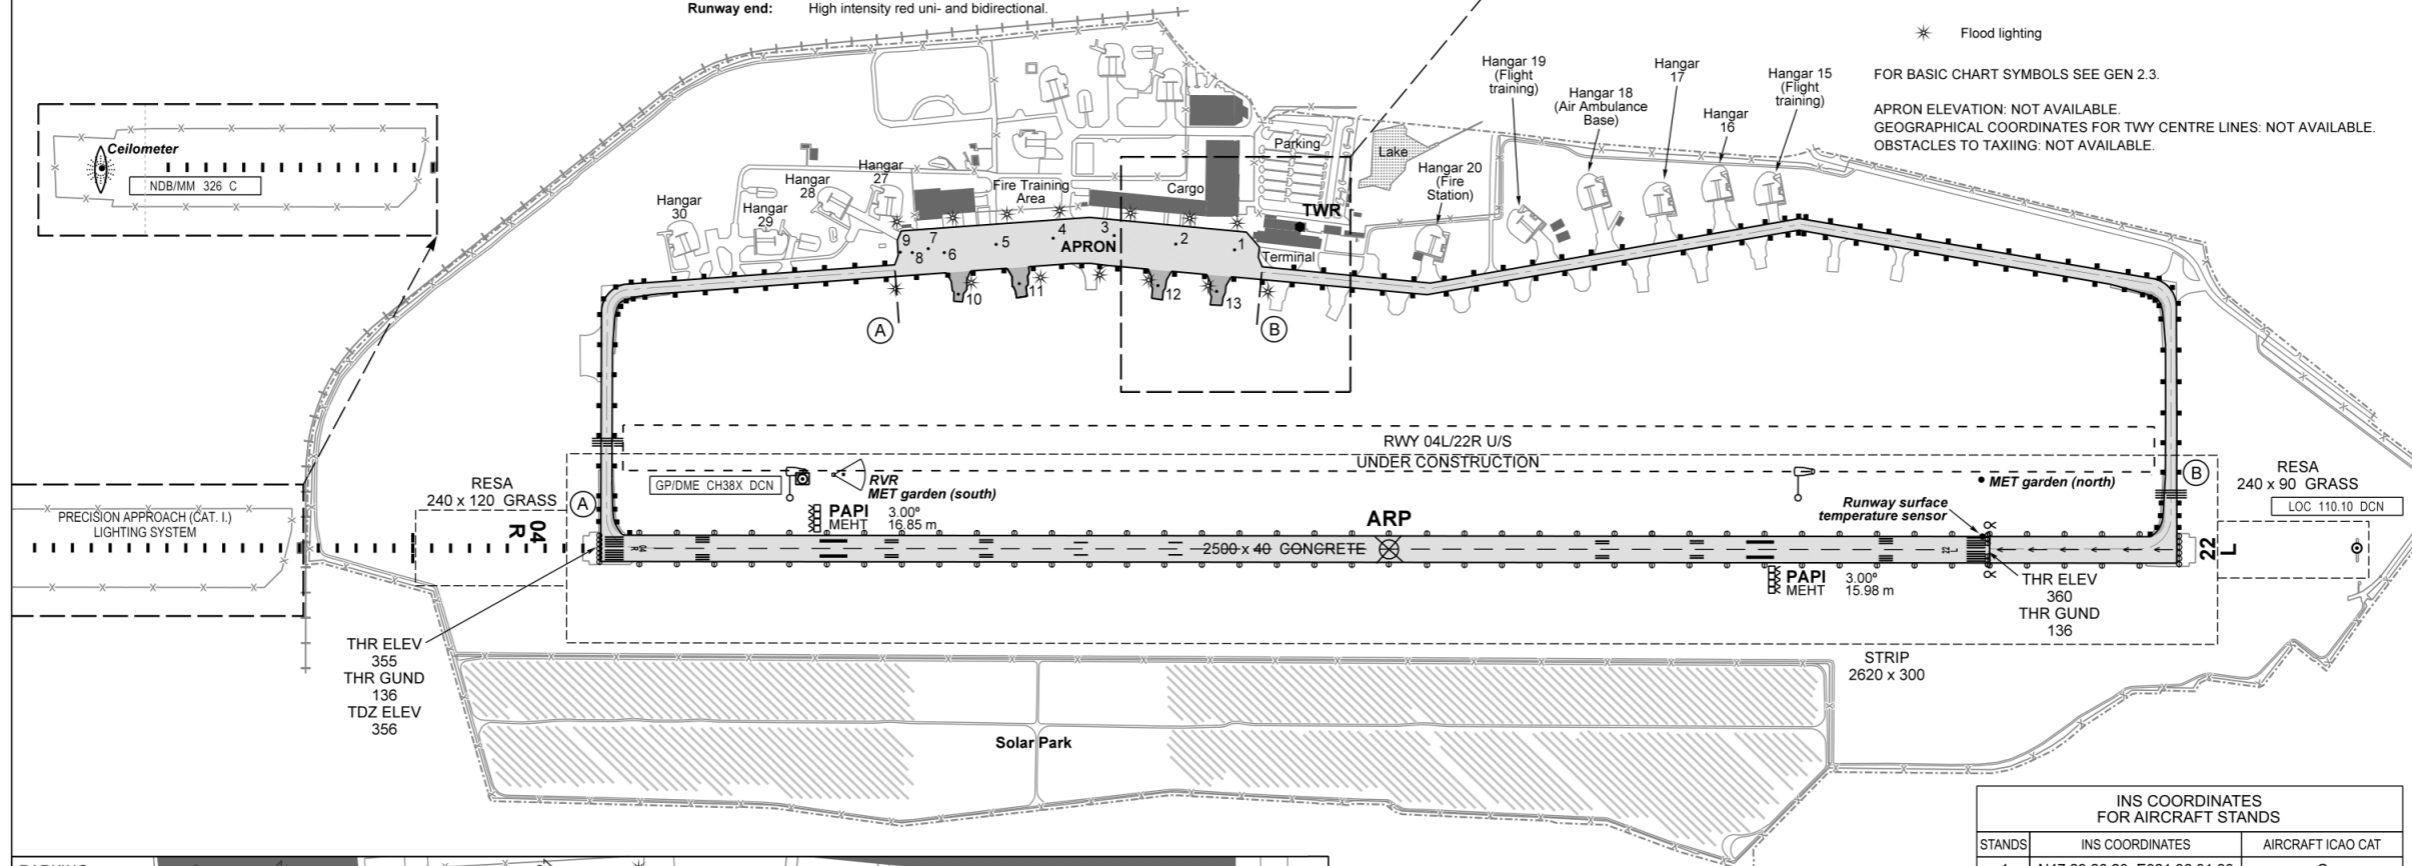 Runway end: High intensity red uni- and bidirectional.
Flood lighting
FOR BASIC CHART SYMBOLS SEE GEN 2.3.
APRON ELEVATION: NOT AVAILABLE.
GEOGRAPHICAL COORDINATES FOR TWY CENTRE LINES: NOT AVAILABLE.
OBSTACLES TO TAXIING: NOT AVAILABLE.
Hangar 19
(Flight
training)
Hangar 18
(Air Ambulance
Base)
Hangar
17
Hangar
16
Hangar 15
(Flight
training)
Ceilometer
NDB/MM 326 C
Parking
Lake
Hangar 20
(Fire
Station)
Hangar
27
Hangar
28
Hangar
29
Hangar
30
Fire Training
Area
Cargo
TWR
Terminal
9
8
7
6
5
4
3
2
1
APRON
10
11
12
13
A
B
RWY 04L/22R U/S
UNDER CONSTRUCTION
RESA
240 x 120 GRASS
A
GP/DME CH38X DCN
RVR
MET garden (south)
PAPI 3.00º
MEHT 16.85 m
ARP
2500 x 40 CONCRETE
MET garden (north)
Runway surface
temperature sensor
B
RESA
240 x 90 GRASS
LOC 110.10 DCN
PRECISION APPROACH (CAT. I.)
LIGHTING SYSTEM
04
R
04
R
22
L
22
L
PAPI 3.00º
MEHT 15.98 m
THR ELEV
360
THR GUND
136
THR ELEV
355
THR GUND
136
TDZ ELEV
356
STRIP
2620 x 300
Solar Park
INS COORDINATES
FOR AIRCRAFT STANDS
STANDS INS COORDINATES AIRCRAFT ICAO CAT
PARKING